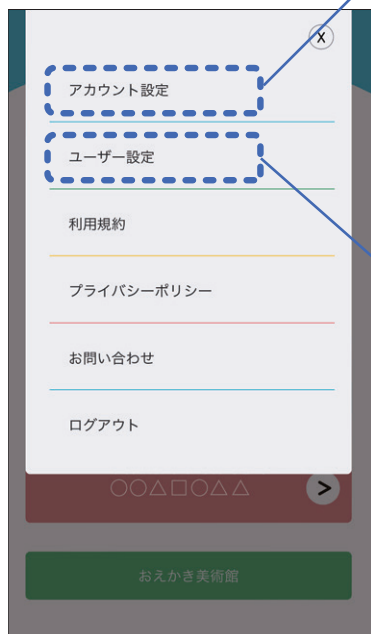 X
アカウント設定
ユーザー設定
利用規約
プライバシーポリシー
お問い合わせ
ログアウト
○○△□○△△ >
おえかき美術館